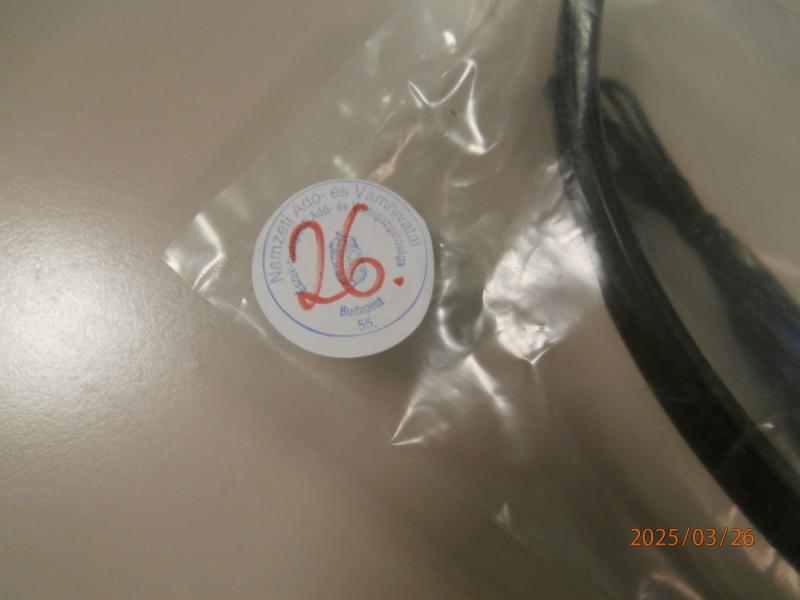 Nemzeti Adó- és Vámhivatal
Adó- és
26.
Budapest
55.
2025/03/26